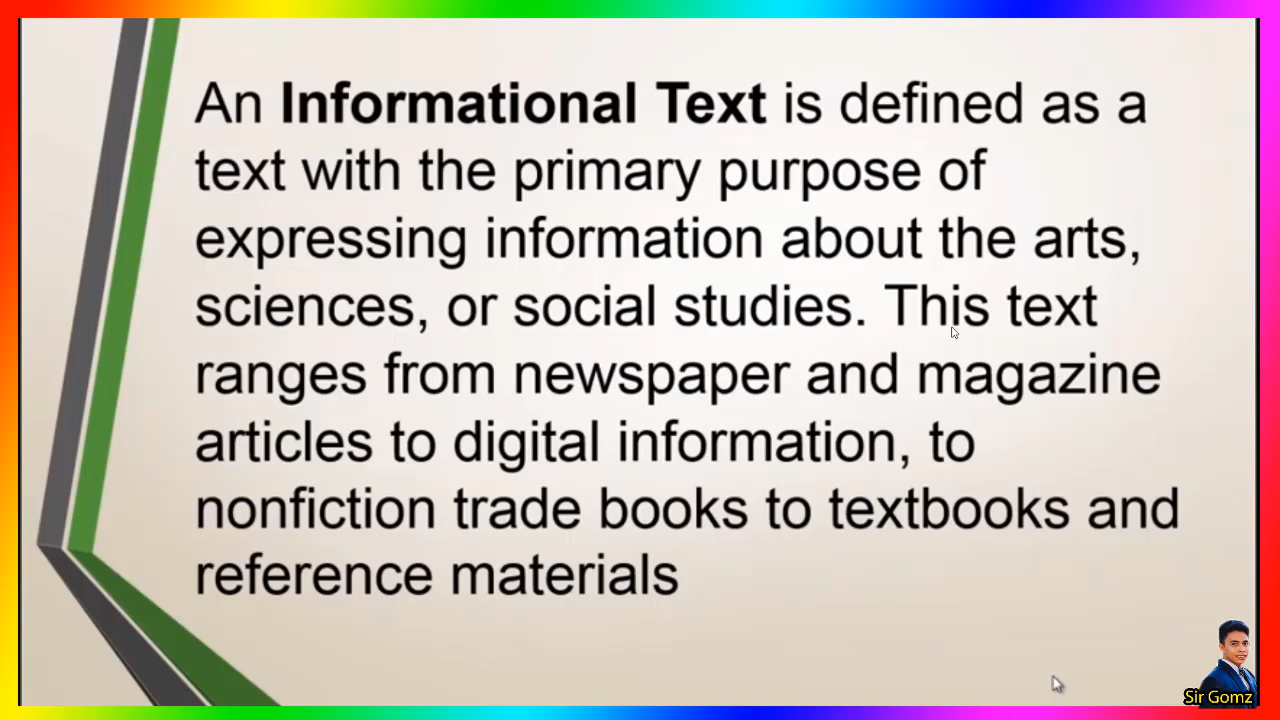 An Informational Text is defined as a
text with the primary purpose of
expressing information about the arts,
sciences, or social studies. This text
ranges from newspaper and magazine
articles to digital information, to
nonfiction trade books to textbooks and
reference materials
Sir Gomz